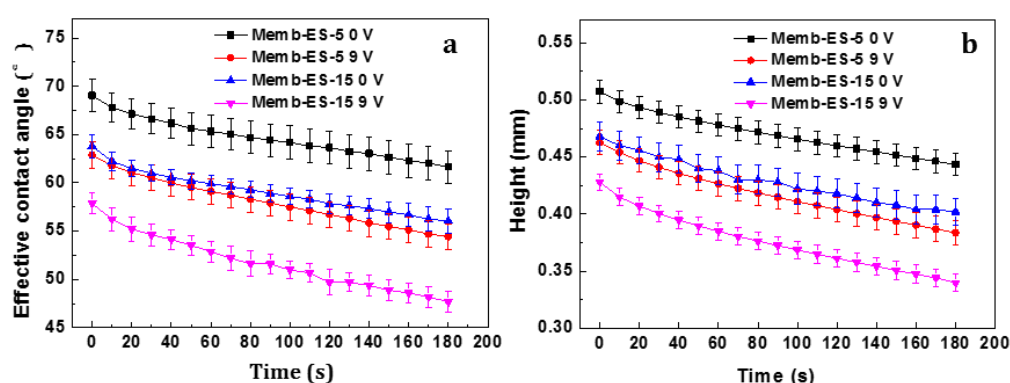 a
Memb-ES-5 0 V
Memb-ES-5 9 V
Memb-ES-15 0 V
Memb-ES-15 9 V
Effective contact angle (°)
75
70
65
60
55
50
45
0 20 40 60 80 100 120 140 160 180 200
Time (s)
b
Memb-ES-5 0 V
Memb-ES-5 9 V
Memb-ES-15 0 V
Memb-ES-15 9 V
Height (mm)
0.55
0.50
0.45
0.40
0.35
0.30
0 20 40 60 80 100 120 140 160 180 200
Time (s)